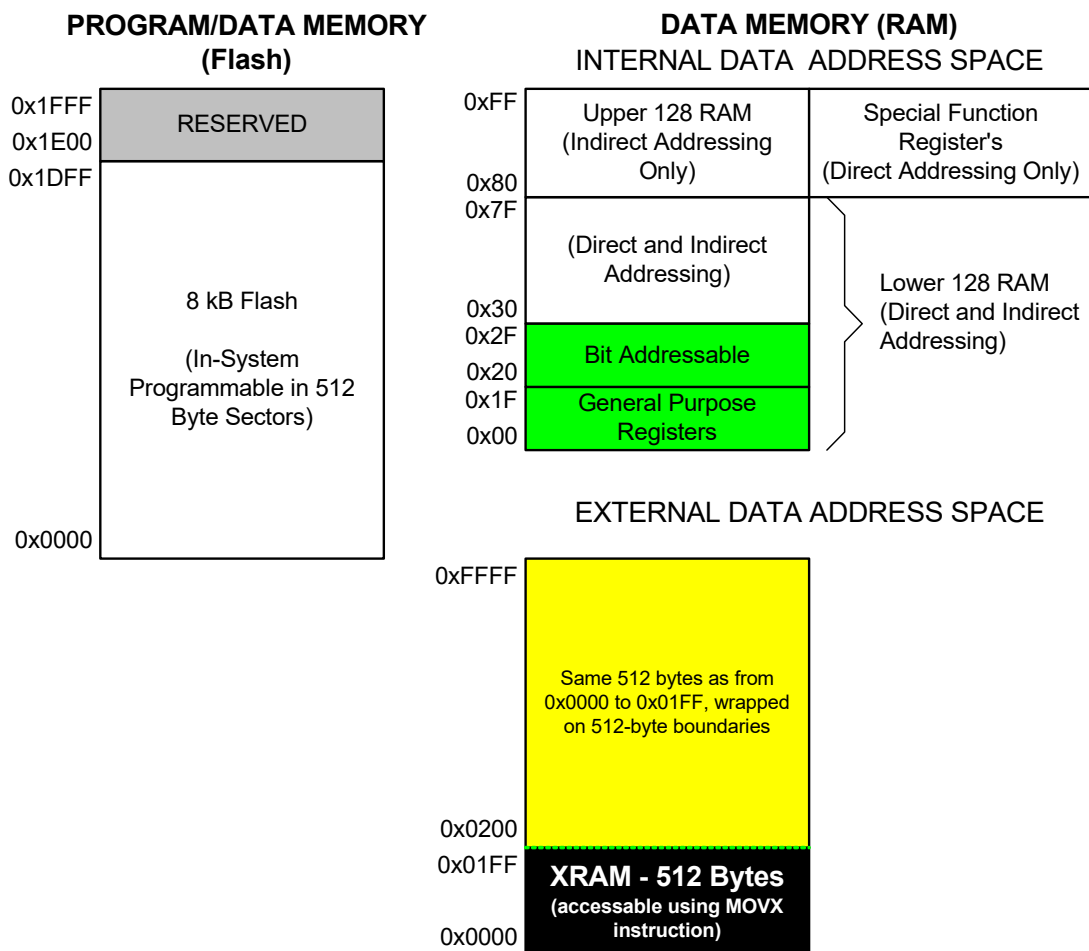 PROGRAM/DATA MEMORY
(Flash)
0x1FFF
RESERVED
0x1E00
0x1DFF
8 kB Flash
(In-System
Programmable in 512
Byte Sectors)
0x0000
DATA MEMORY (RAM)
INTERNAL DATA ADDRESS SPACE
0xFF
Upper 128 RAM
(Indirect Addressing
Only)
0x80
Special Function
Register's
(Direct Addressing Only)
0x7F
(Direct and Indirect
Addressing)
0x30
0x2F
Bit Addressable
0x20
0x1F
General Purpose
Registers
0x00
Lower 128 RAM
(Direct and Indirect
Addressing)
EXTERNAL DATA ADDRESS SPACE
0xFFFF
Same 512 bytes as from
0x0000 to 0x01FF, wrapped
on 512-byte boundaries
0x0200
0x01FF
XRAM - 512 Bytes
(accessable using MOVX
instruction)
0x0000